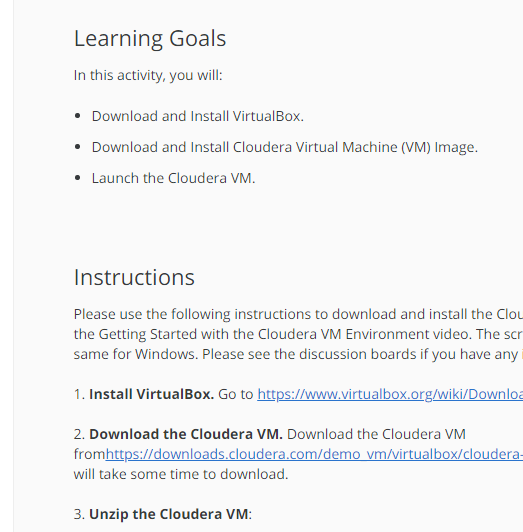 Learning Goals
In this activity, you will:
Download and Install VirtualBox.
Download and Install Cloudera Virtual Machine (VM) Image.
Launch the Cloudera VM.
Instructions
Please use the following instructions to download and install the Clou
the Getting Started with the Cloudera VM Environment video. The scr
same for Windows. Please see the discussion boards if you have any
1. Install VirtualBox. Go to https://www.virtualbox.org/wiki/Downloa
2. Download the Cloudera VM. Download the Cloudera VM
fromhttps://downloads.cloudera.com/demo_vm/virtualbox/cloudera-
will take some time to download.
3. Unzip the Cloudera VM: